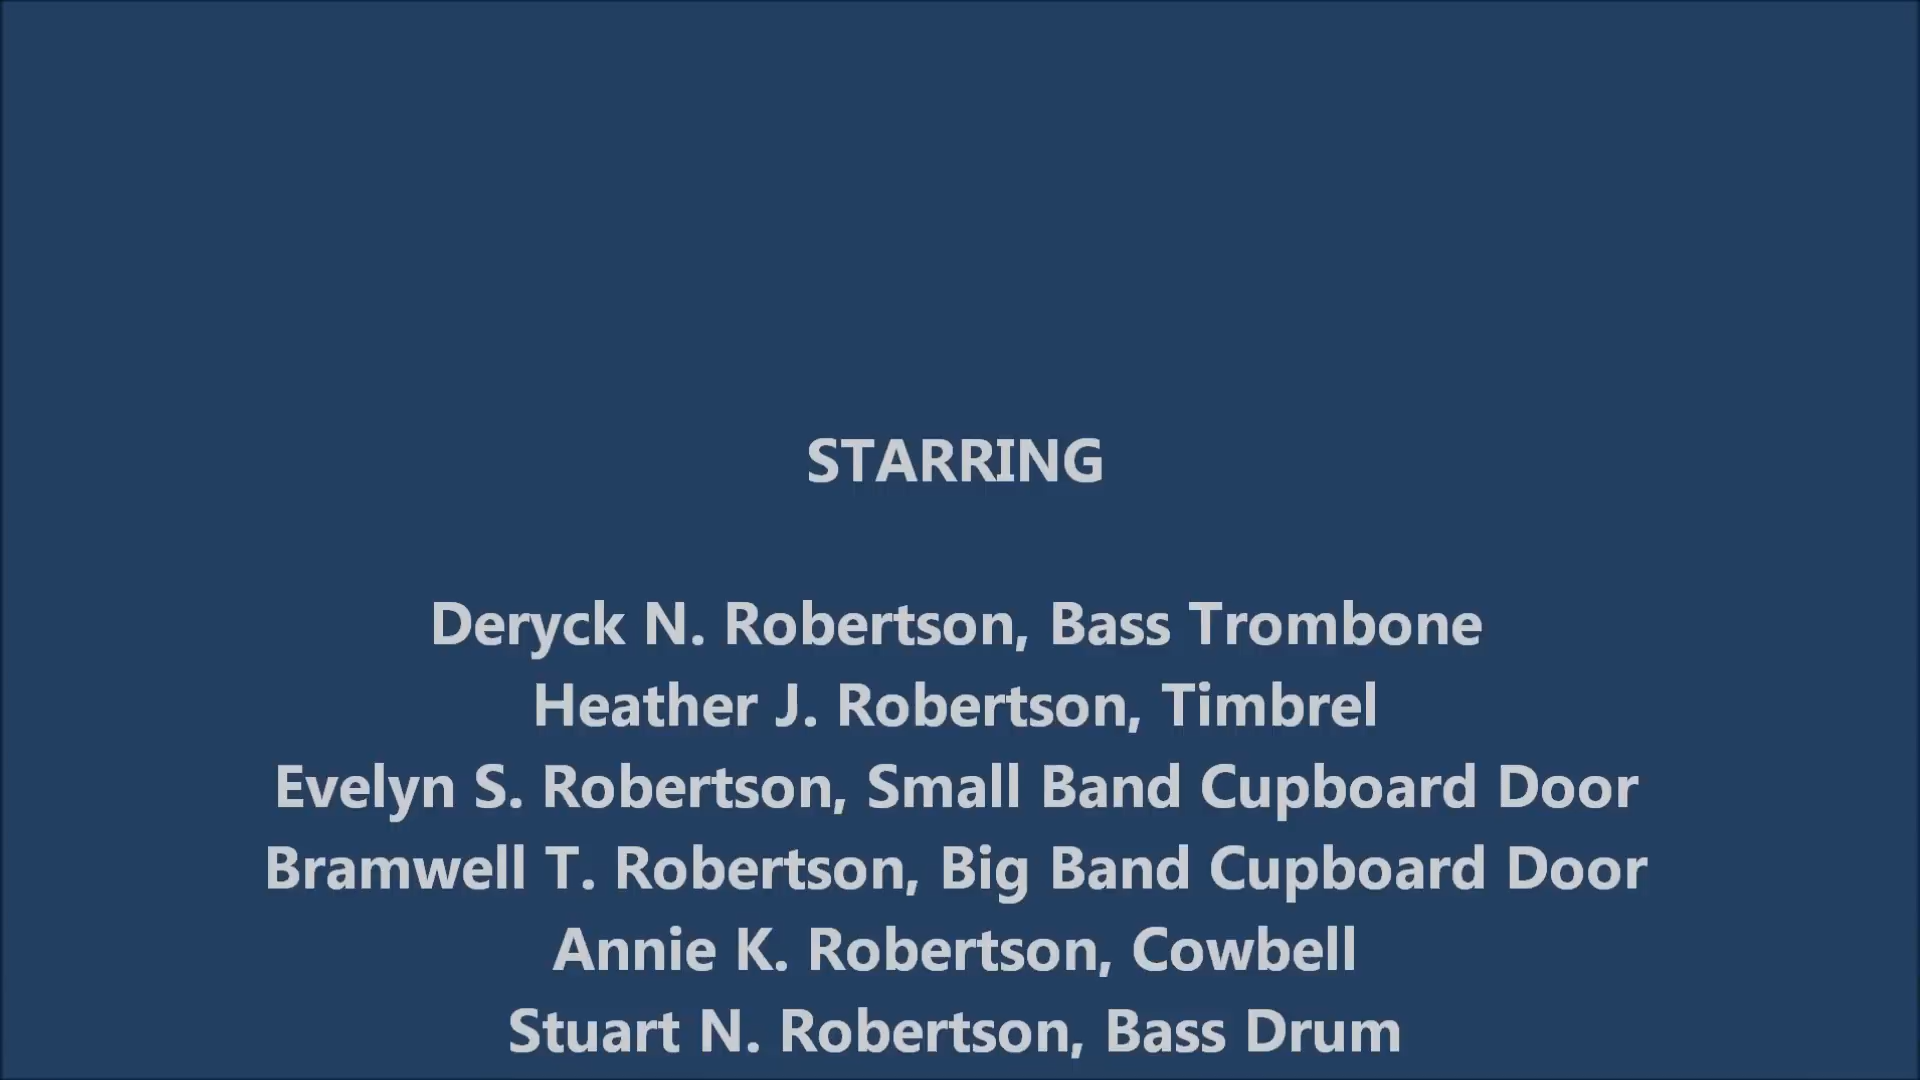 STARRING
Deryck N. Robertson, Bass Trombone
Heather J. Robertson, Timbrel
Evelyn S. Robertson, Small Band Cupboard Door
Bramwell T. Robertson, Big Band Cupboard Door
Annie K. Robertson, Cowbell
Stuart N. Robertson, Bass Drum